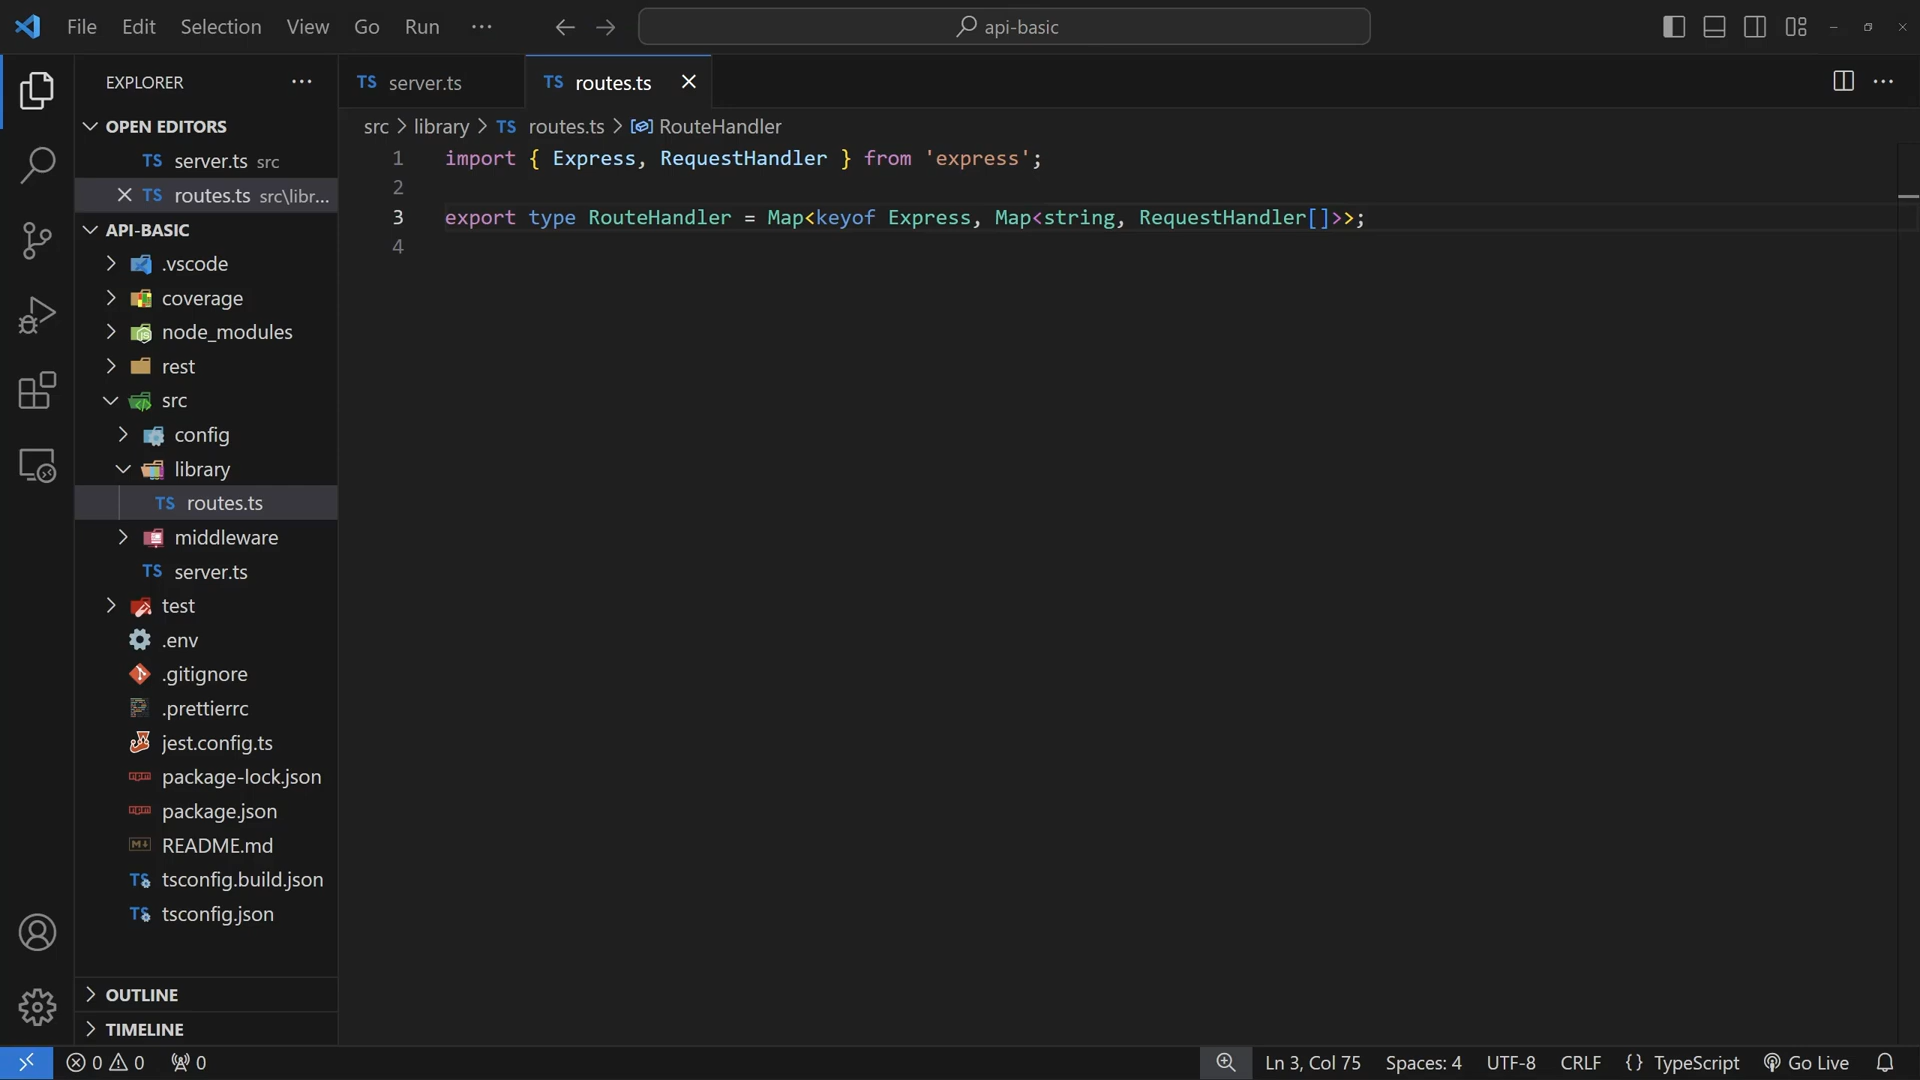 File Edit Selection View Go Run ···
api-basic
EXPLORER ···
TS server.ts
TS routes.ts
OPEN EDITORS
TS server.ts src
TS routes.ts src\libr...
API-BASIC
.vscode
coverage
node_modules
rest
src
config
library
TS routes.ts
middleware
TS server.ts
test
.env
.gitignore
.prettierrc
jest.config.ts
package-lock.json
package.json
README.md
TS tsconfig.build.json
TS tsconfig.json
OUTLINE
TIMELINE
src > library > TS routes.ts > RouteHandler
1 import { Express, RequestHandler } from 'express';
2
3 export type RouteHandler = Map<keyof Express, Map<string, RequestHandler[]>>;
4
0 0 0
Ln 3, Col 75 Spaces: 4 UTF-8 CRLF {} TypeScript Go Live